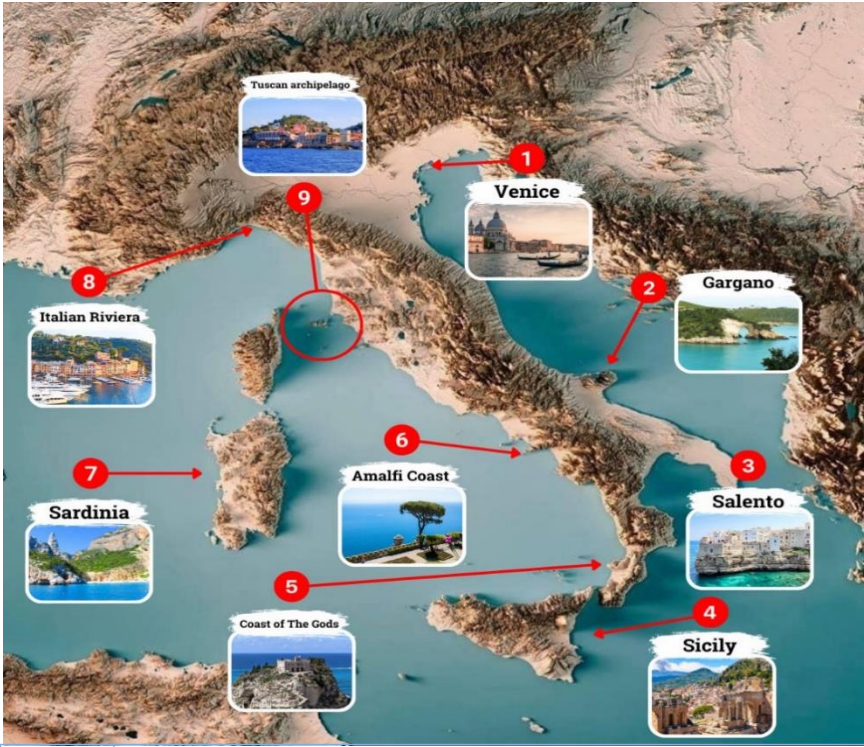 Tuscan archipelago
1
9
Venice
8
2
Gargano
Italian Riviera
6
3
7
Amalfi Coast
Sardinia
Salento
5
4
Coast of The Gods
Sicily